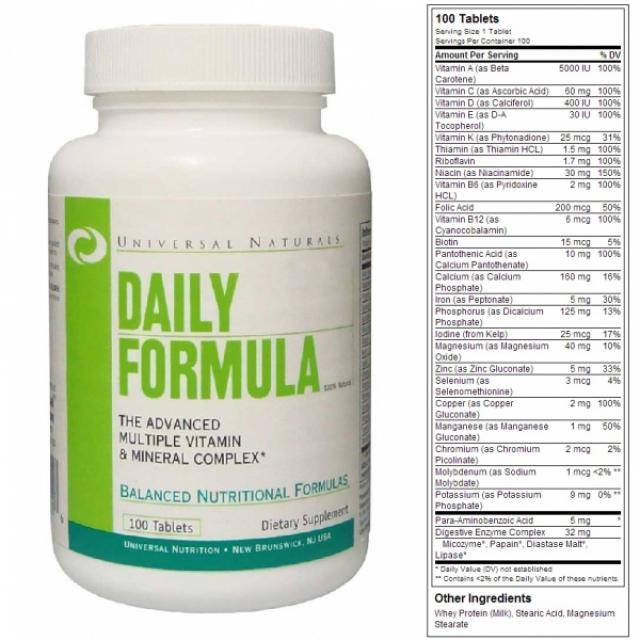 UNIVERSAL NATURALS
DAILY
FORMULA
100% Natural
THE ADVANCED
MULTIPLE VITAMIN
& MINERAL COMPLEX*
BALANCED NUTRITIONAL FORMULAS
100 Tablets
Dietary Supplement
UNIVERSAL NUTRITION • NEW BRUNSWICK, NJ USA
100 Tablets
Serving Size 1 Tablet
Servings Per Container 100
Amount Per Serving % DV
Vitamin A (as Beta 5000 IU 100%
Carotene)
Vitamin C (as Ascorbic Acid) 60 mg 100%
Vitamin D (as Calciferol) 400 IU 100%
Vitamin E (as D-A 30 IU 100%
Tocopherol)
Vitamin K (as Phytonadione) 25 mcg 31%
Thiamin (as Thiamin HCL) 1.5 mg 100%
Riboflavin 1.7 mg 100%
Niacin (as Niacinamide) 30 mg 150%
Vitamin B6 (as Pyridoxine 2 mg 100%
HCL)
Folic Acid 200 mcg 50%
Vitamin B12 (as 6 mcg 100%
Cyanocobalamin)
Biotin 15 mcg 5%
Pantothenic Acid (as 10 mg 100%
Calcium Pantothenate)
Calcium (as Calcium 160 mg 16%
Phosphate)
Iron (as Peptonate) 5 mg 30%
Phosphorus (as Dicalcium 125 mg 13%
Phosphate)
Iodine (from Kelp) 25 mcg 17%
Magnesium (as Magnesium 40 mg 10%
Oxide)
Zinc (as Zinc Gluconate) 5 mg 33%
Selenium (as 3 mcg 4%
Selenomethionine)
Copper (as Copper 2 mg 100%
Gluconate)
Manganese (as Manganese 1 mg 50%
Gluconate)
Chromium (as Chromium 2 mcg 2%
Picolinate)
Molybdenum (as Sodium 1 mcg <2% **
Molybdate)
Potassium (as Potassium 9 mg 0% **
Phosphate)
Para-Aminobenzoic Acid 5 mg *
Digestive Enzyme Complex 32 mg
Micozyme*, Papain*, Diastase Malt*,
Lipase*
* Daily Value (DV) not established
** Contains <2% of the Daily Value of these nutrients.
Other Ingredients
Whey Protein (Milk), Stearic Acid, Magnesium
Stearate